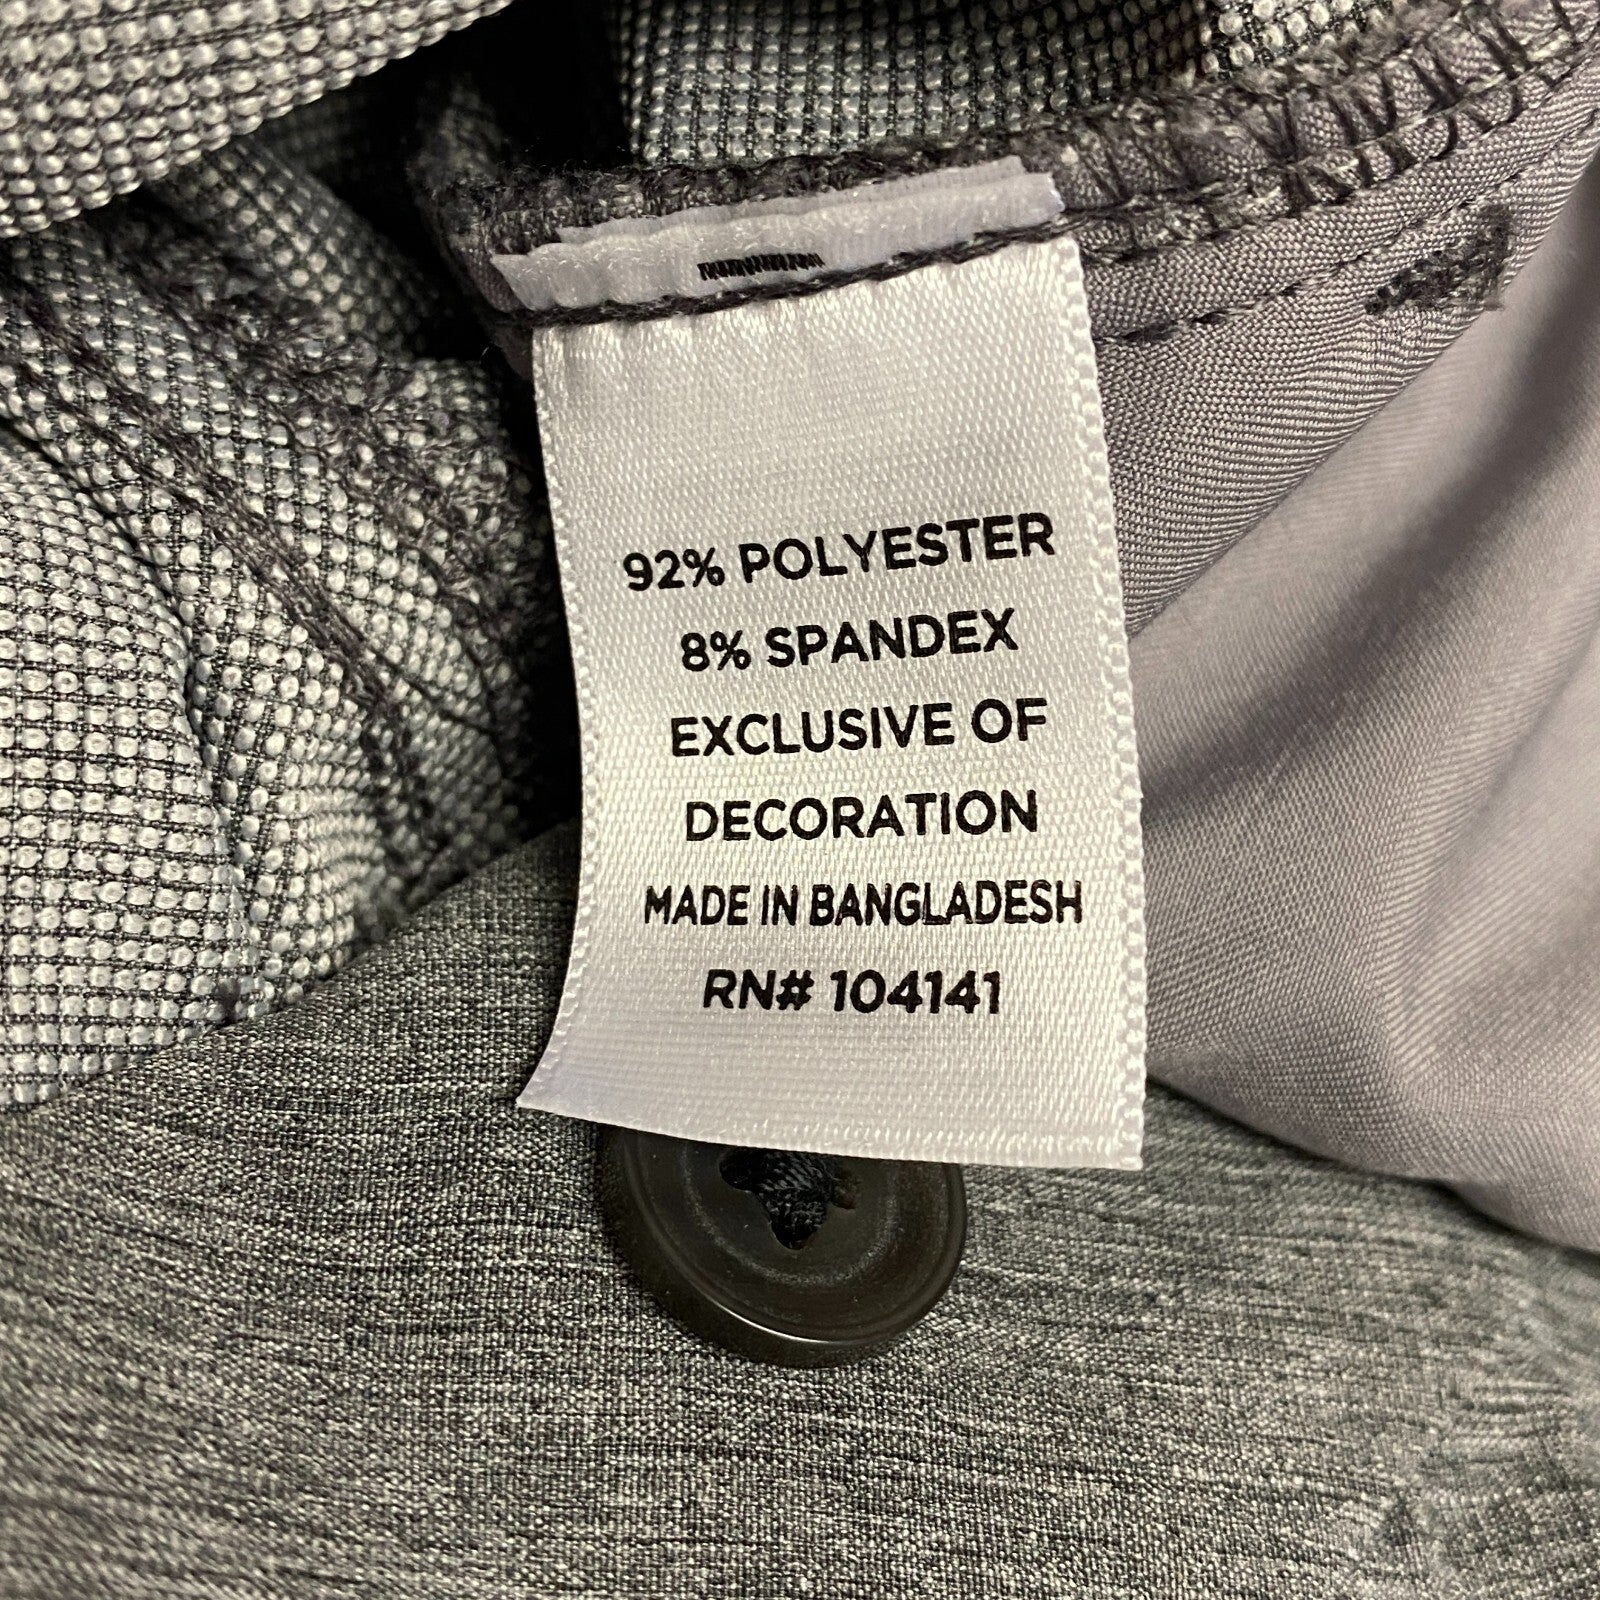 92% POLYESTER
8% SPANDEX
EXCLUSIVE OF
DECORATION
MADE IN BANGLADESH
RN# 104141